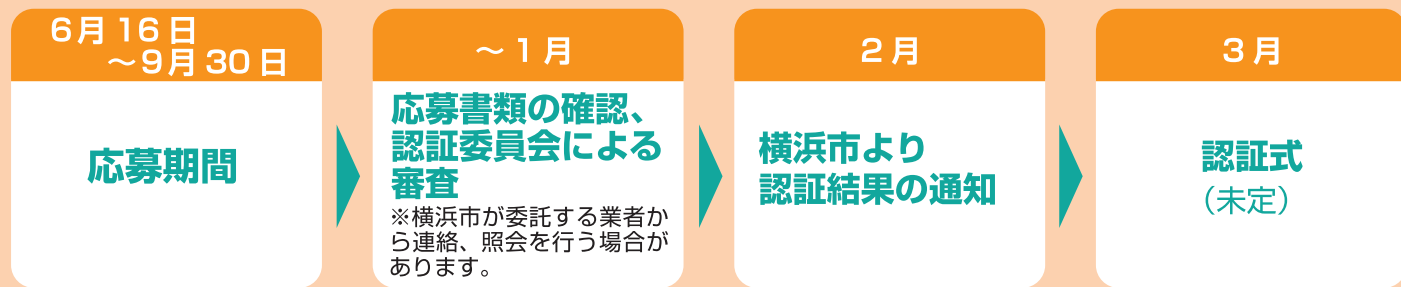 6月16日
～9月30日
応募期間
～1月
応募書類の確認、
認証委員会による
審査
※横浜市が委託する業者か
ら連絡、照会を行う場合が
あります。
2月
横浜市より
認証結果の通知
3月
認証式
（未定）